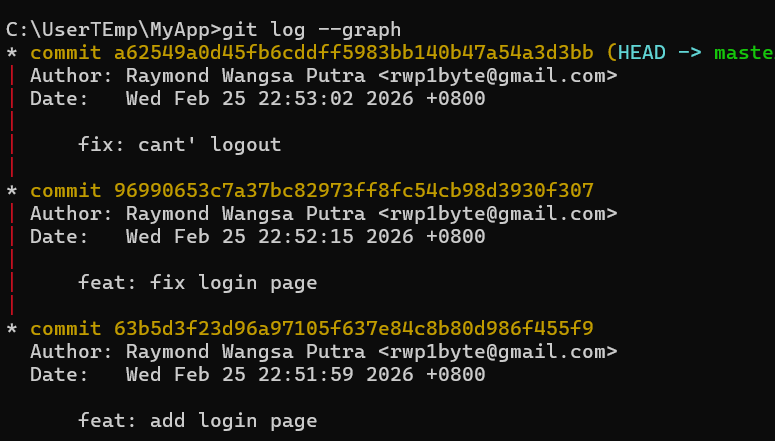 C:\UserTEmp\MyApp>git log --graph
* commit a62549a0d45fb6cddff5983bb140b47a54a3d3bb (HEAD -> maste
| Author: Raymond Wangsa Putra <rwp1byte@gmail.com>
| Date:   Wed Feb 25 22:53:02 2026 +0800
|
|     fix: cant' logout
|
* commit 96990653c7a37bc82973ff8fc54cb98d3930f307
| Author: Raymond Wangsa Putra <rwp1byte@gmail.com>
| Date:   Wed Feb 25 22:52:15 2026 +0800
|
|     feat: fix login page
|
* commit 63b5d3f23d96a97105f637e84c8b80d986f455f9
  Author: Raymond Wangsa Putra <rwp1byte@gmail.com>
  Date:   Wed Feb 25 22:51:59 2026 +0800

      feat: add login page